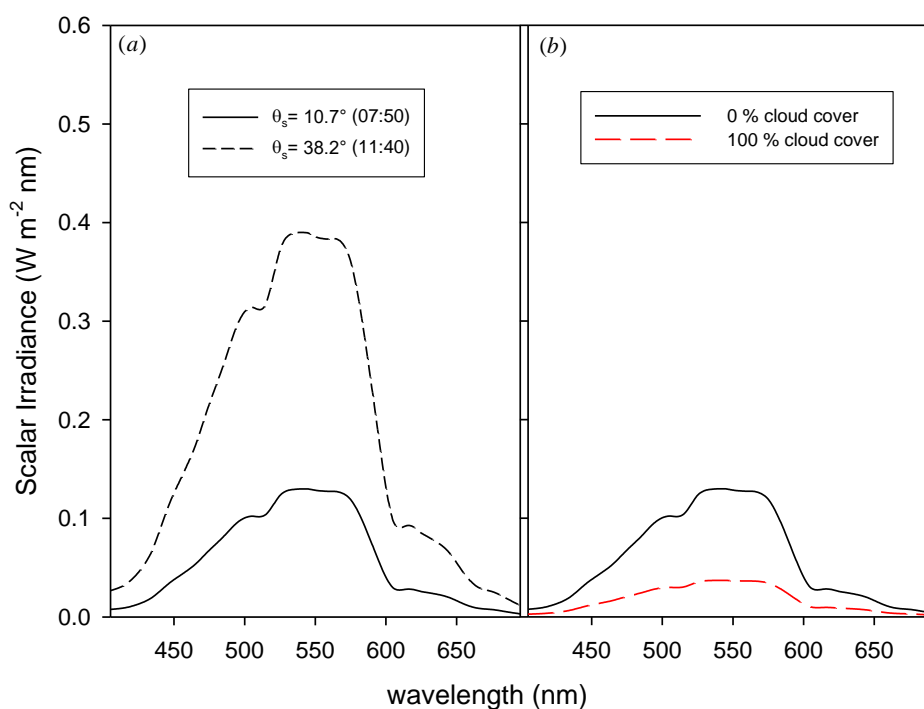 (a)
θs= 10.7° (07:50)
θs= 38.2° (11:40)
(b)
0 % cloud cover
100 % cloud cover
Scalar Irradiance (W m-2 nm)
0.6
0.5
0.4
0.3
0.2
0.1
0.0
450 500 550 600 650
450 500 550 600 650
wavelength (nm)